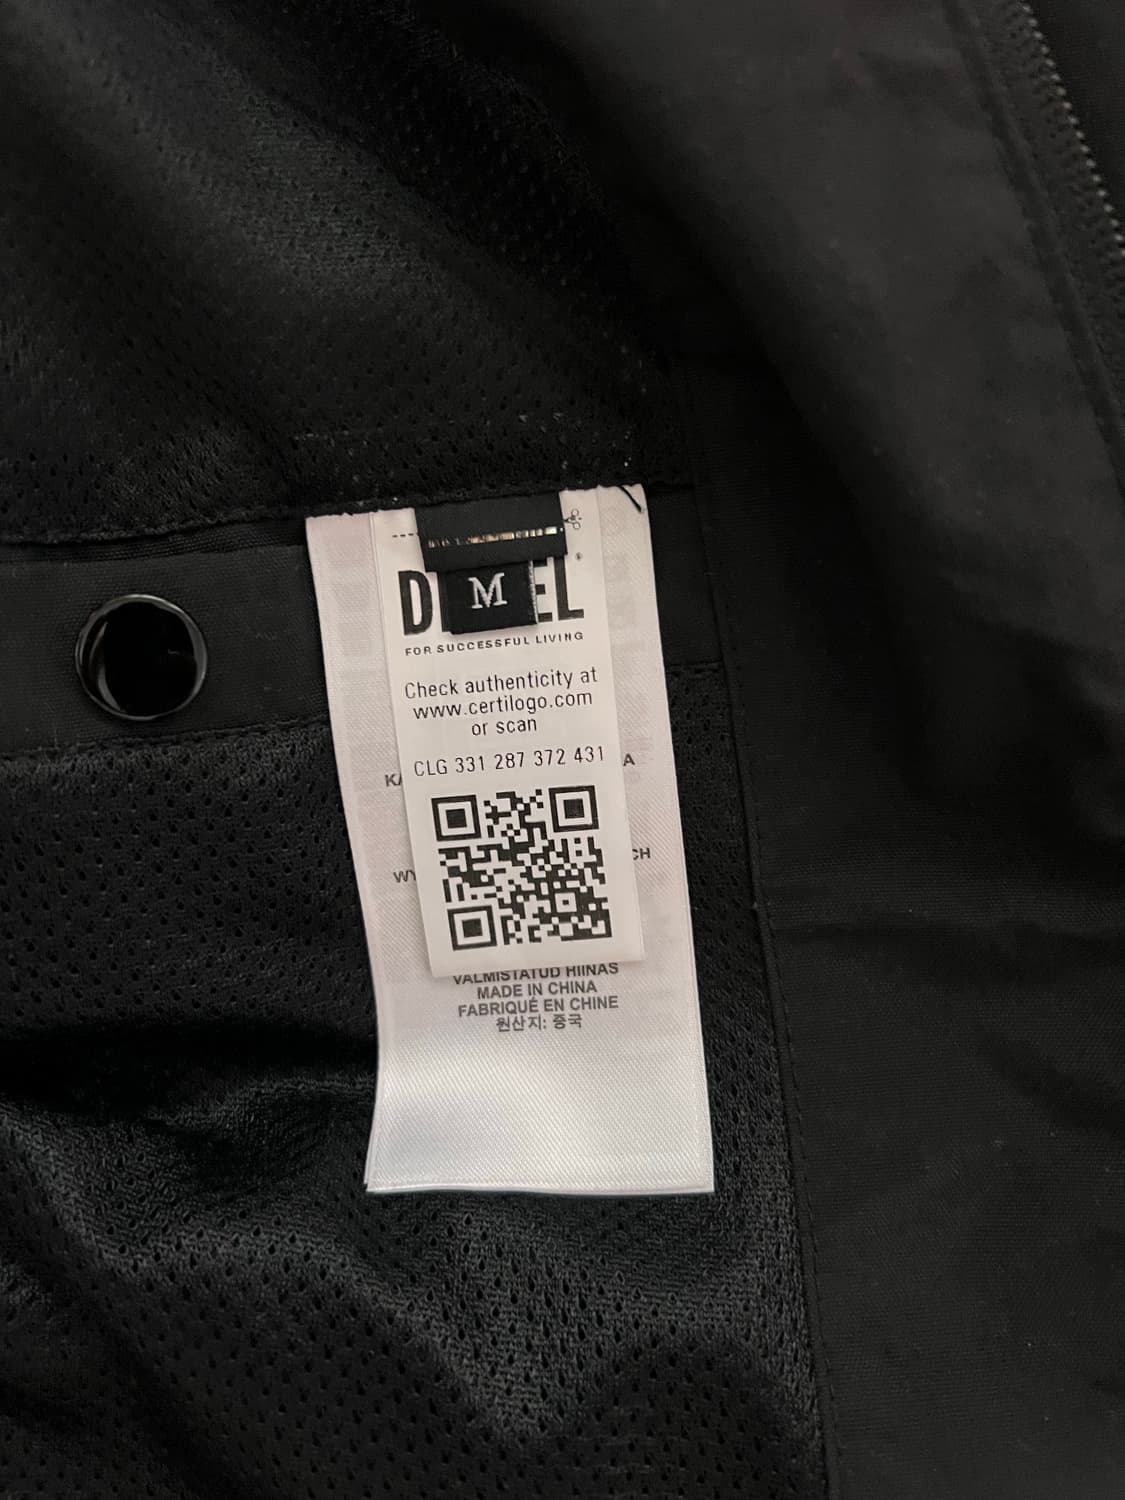 M
FOR SUCCESSFUL LIVING
Check authenticity at
www.certilogo.com
or scan
CLG 331 287 372 431
VALMISTATUD HIINAS
MADE IN CHINA
FABRIQUÉ EN CHINE
원산지: 중국